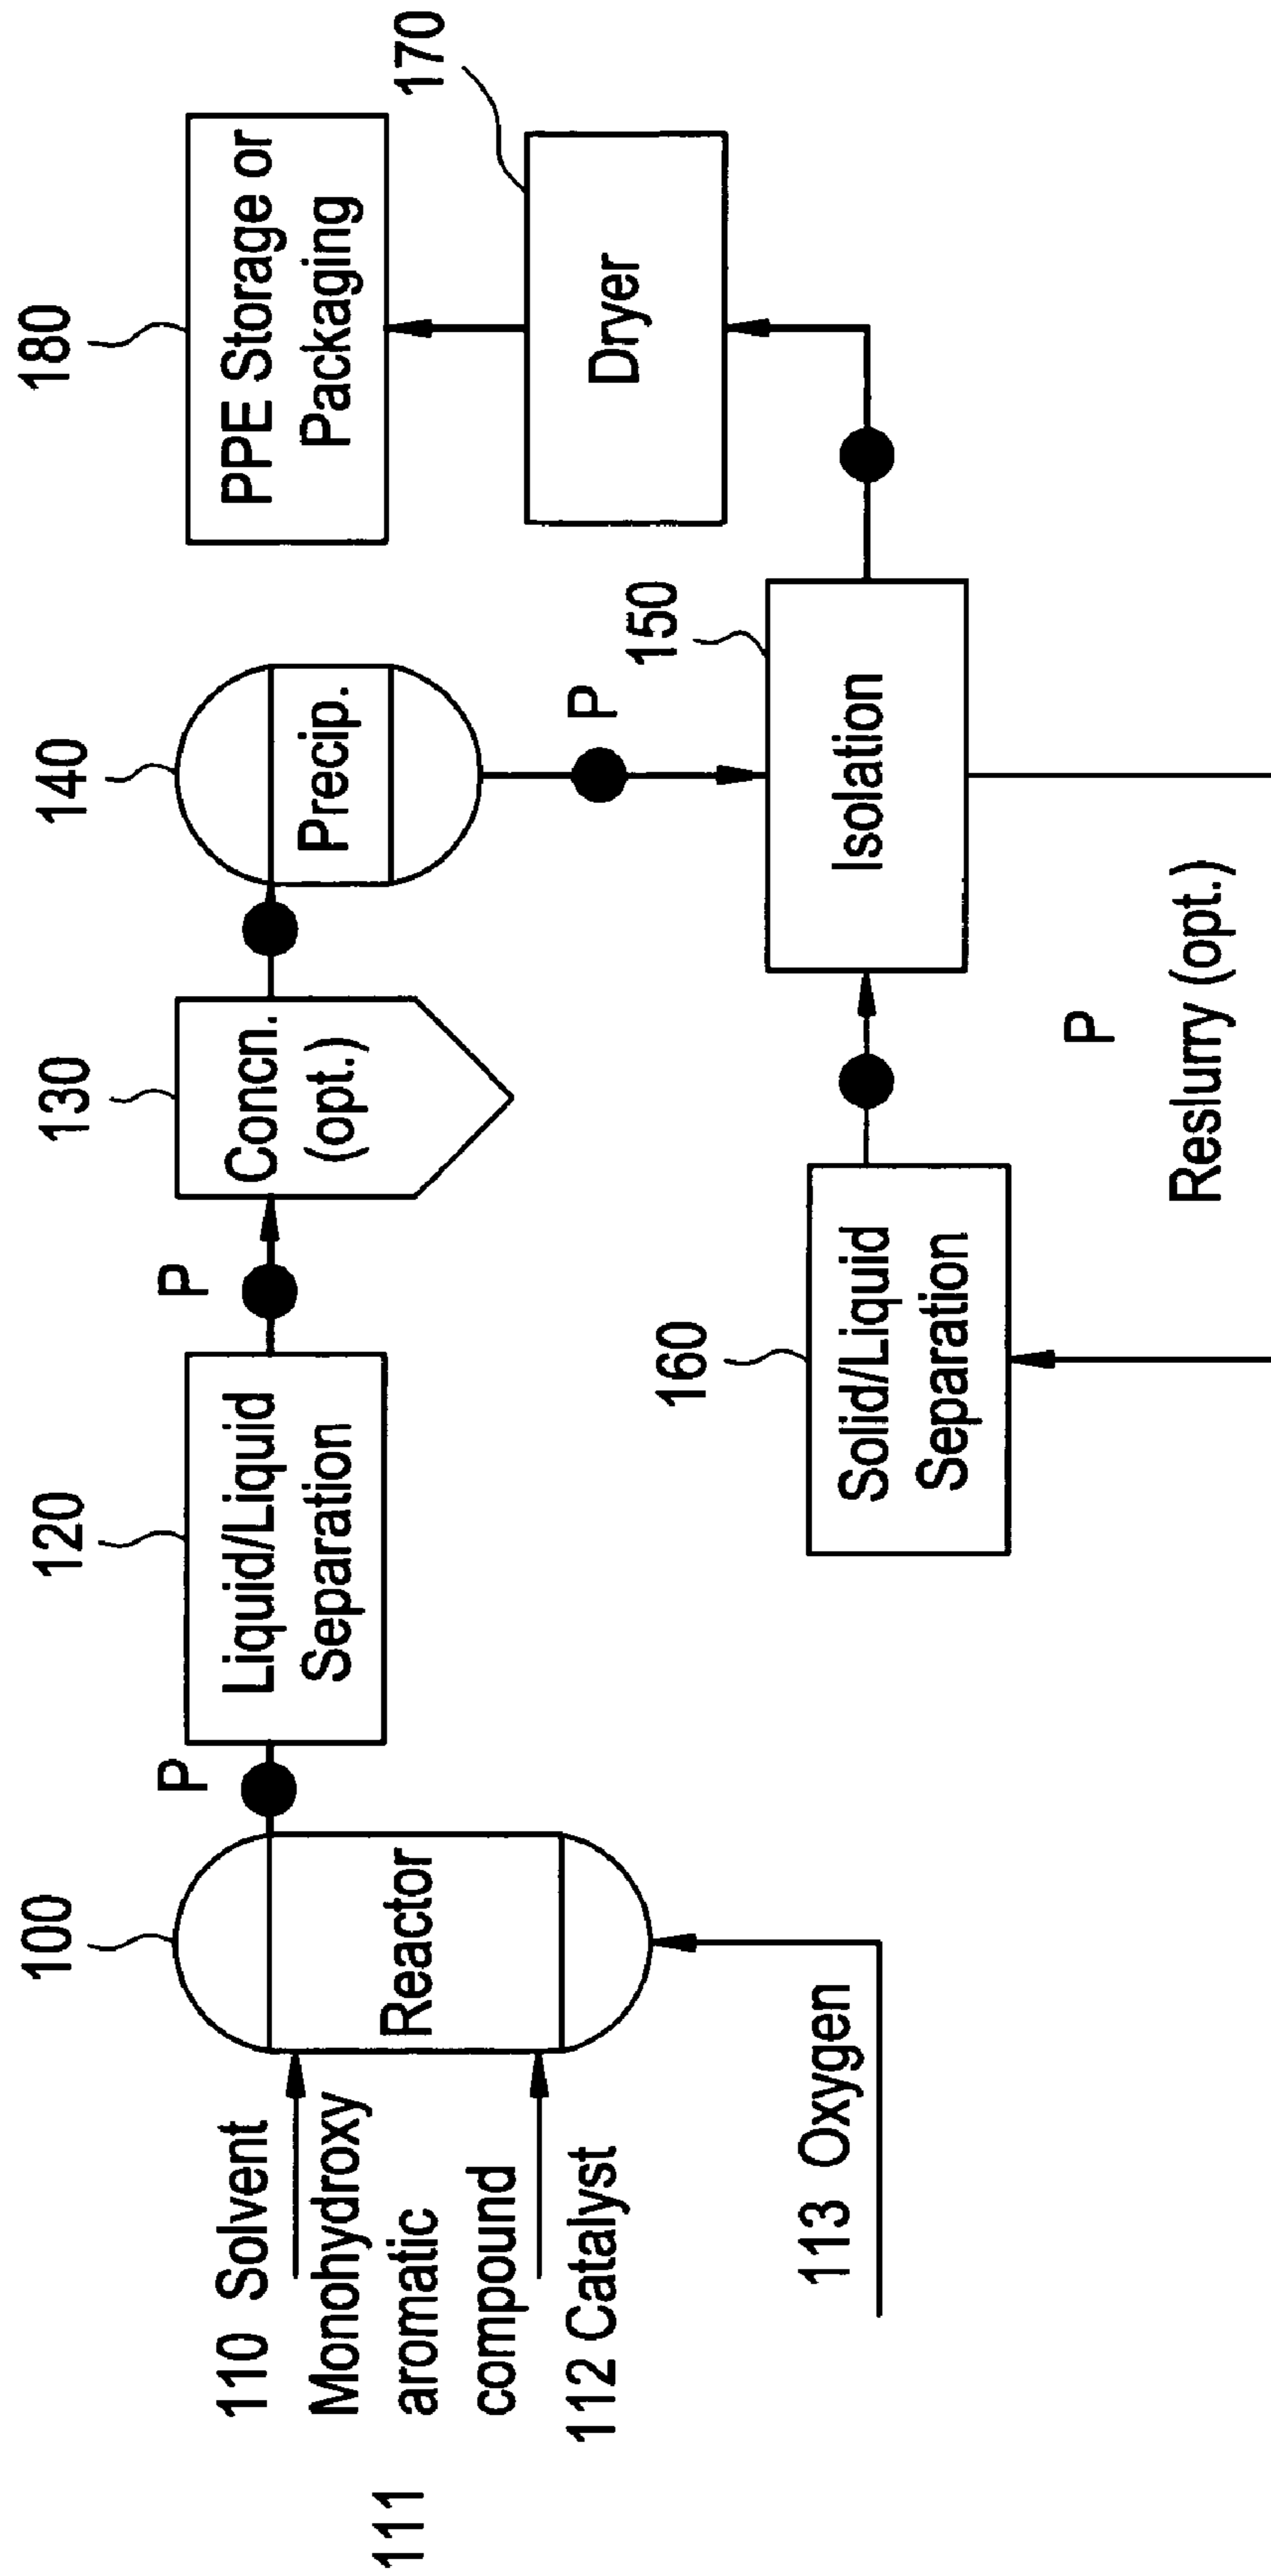 100
120
130
140
180
170
110 Solvent
111
Monohydroxy
aromatic
compound
112 Catalyst
113 Oxygen
Reactor
P
Liquid/Liquid
Separation
P
Concn.
(opt.)
Precip.
P
PPE Storage or
Packaging
Dryer
160
Solid/Liquid
Separation
150
Isolation
P
Reslurry (opt.)